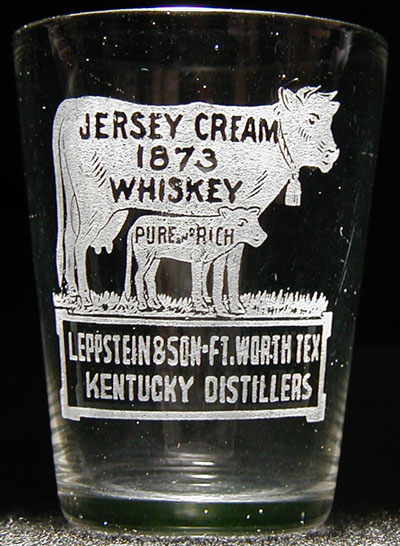 JERSEY CREAM
1873
WHISKEY
PURE AND RICH
LEPPSTEIN & SON • FT. WORTH TEX
KENTUCKY DISTILLERS